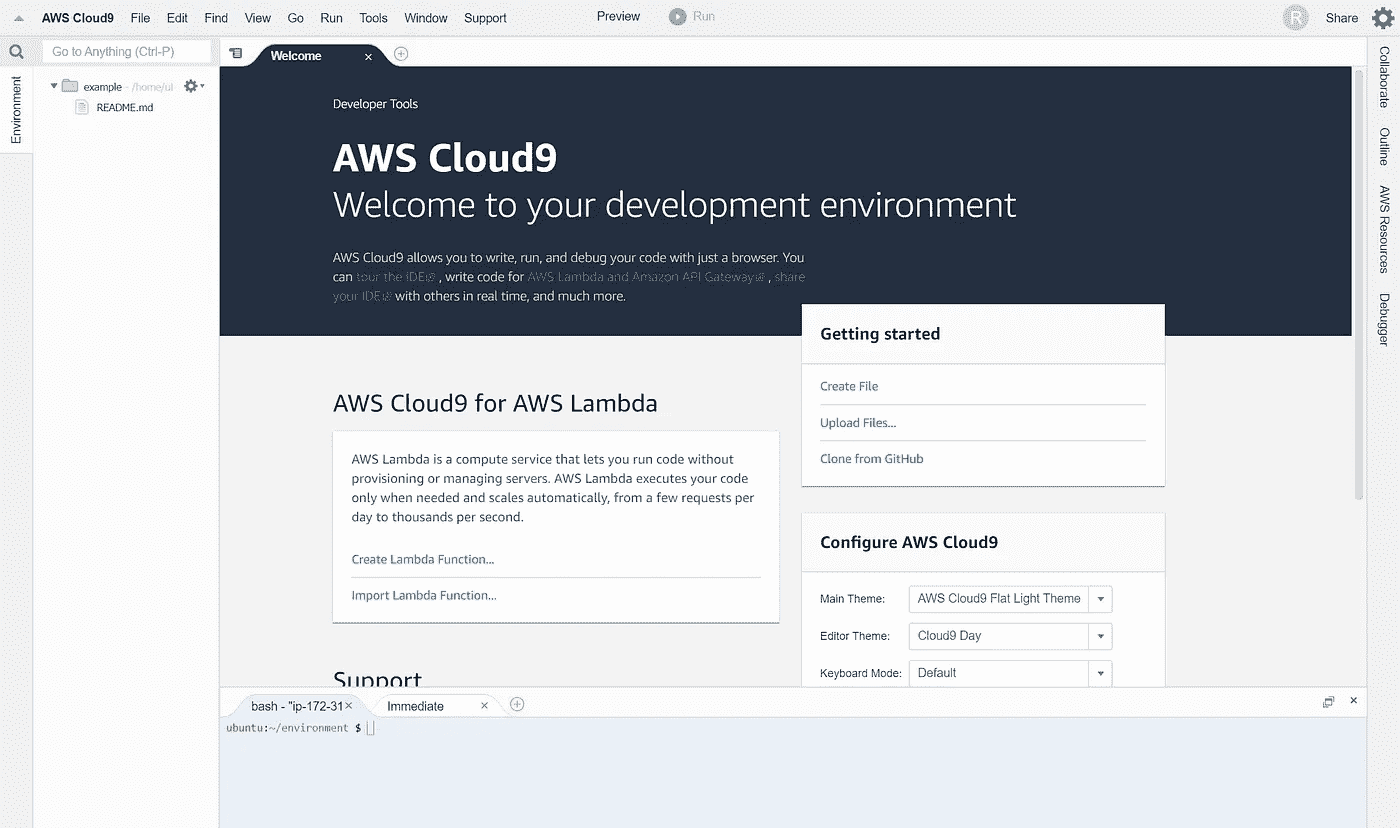 AWS Cloud9 File Edit Find View Go Run Tools Window Support Preview Run R Share
Go to Anything (Ctrl-P)
Welcome
Environment
example - /home/u
README.md
Developer Tools
AWS Cloud9
Welcome to your development environment
AWS Cloud9 allows you to write, run, and debug your code with just a browser. You
can tour the IDE , write code for AWS Lambda and Amazon API Gateway , share
your IDE with others in real time, and much more.
Getting started
Create File
Upload Files...
Clone from GitHub
AWS Cloud9 for AWS Lambda
AWS Lambda is a compute service that lets you run code without
provisioning or managing servers. AWS Lambda executes your code
only when needed and scales automatically, from a few requests per
day to thousands per second.
Create Lambda Function...
Import Lambda Function...
Configure AWS Cloud9
Main Theme: AWS Cloud9 Flat Light Theme
Editor Theme: Cloud9 Day
Keyboard Mode: Default
Support
bash - "ip-172-31
Immediate
ubuntu:~/environment $
Collaborate
Outline
AWS Resources
Debugger